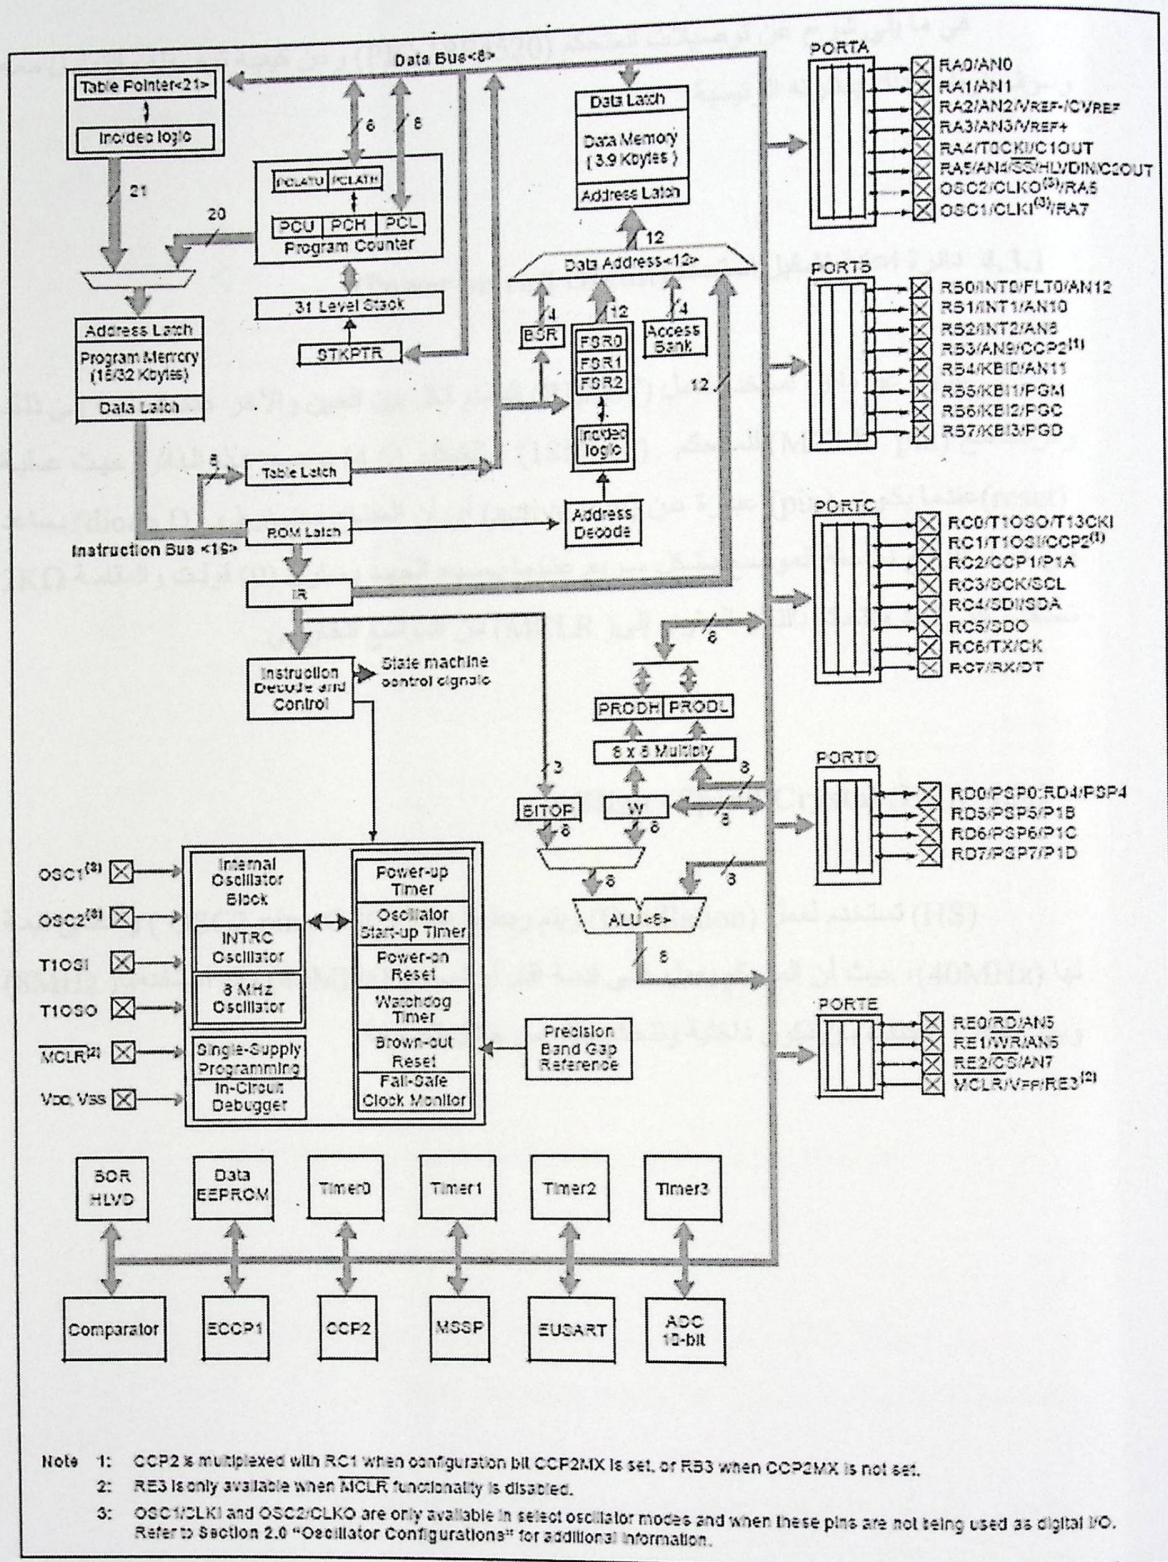 Data Bus<8>
Table Pointer<21>
Inc/dec logic
21
20
8
8
PCLATU PCLATH
PCU PCH PCL
Program Counter
31 Level Stack
STKPTR
Data Latch
Data Memory
( 3.9 Kbytes )
Address Latch
12
Data Address<12>
4
12
4
BSR
FSR0
FSR1
FSR2
Inc/dec
logic
Access
Bank
12
Address
Decode
Address Latch
Program Memory
(16/32 Kbytes)
Data Latch
8
Table Latch
ROM Latch
Instruction Bus <16>
IR
Instruction
Decode and
Control
State machine
control signals
8
PRODH PRODL
8 x 8 Multiply
3
8
BITOP
W
8
8
8
8
8
ALU<8>
8
PORTA
RA0/AN0
RA1/AN1
RA2/AN2/VREF-/CVREF
RA3/AN3/VREF+
RA4/T0CKI/C1OUT
RA5/AN4/SS/HLVDIN/C2OUT
OSC2/CLKO(3)/RA6
OSC1/CLKI(3)/RA7
PORTB
RB0/INT0/FLT0/AN12
RB1/INT1/AN10
RB2/INT2/AN8
RB3/AN9/CCP2(1)
RB4/KBI0/AN11
RB5/KBI1/PGM
RB6/KBI2/PGC
RB7/KBI3/PGD
PORTC
RC0/T1OSO/T13CKI
RC1/T1OSI/CCP2(1)
RC2/CCP1/P1A
RC3/SCK/SCL
RC4/SDI/SDA
RC5/SDO
RC6/TX/CK
RC7/RX/DT
PORTD
RD0/PSP0:RD4/PSP4
RD5/PSP5/P1B
RD6/PSP6/P1C
RD7/PSP7/P1D
PORTE
RE0/RD/AN5
RE1/WR/AN6
RE2/CS/AN7
MCLR/VPP/RE3(2)
OSC1(3)
OSC2(3)
T1OSI
T1OSO
MCLR(2)
VDD, VSS
Internal
Oscillator
Block
INTRC
Oscillator
8 MHz
Oscillator
Single-Supply
Programming
In-Circuit
Debugger
Power-up
Timer
Oscillator
Start-up Timer
Power-on
Reset
Watchdog
Timer
Brown-out
Reset
Fail-Safe
Clock Monitor
Precision
Band Gap
Reference
BOR
HLVD
Data
EEPROM
Timer0
Timer1
Timer2
Timer3
Comparator
ECCP1
CCP2
MSSP
EUSART
ADC
10-bit
Note 1: CCP2 is multiplexed with RC1 when configuration bit CCP2MX is set, or RB3 when CCP2MX is not set.
2: RE3 is only available when MCLR functionality is disabled.
3: OSC1/CLKI and OSC2/CLKO are only available in select oscillator modes and when these pins are not being used as digital I/O.
Refer to Section 2.0 "Oscillator Configurations" for additional information.